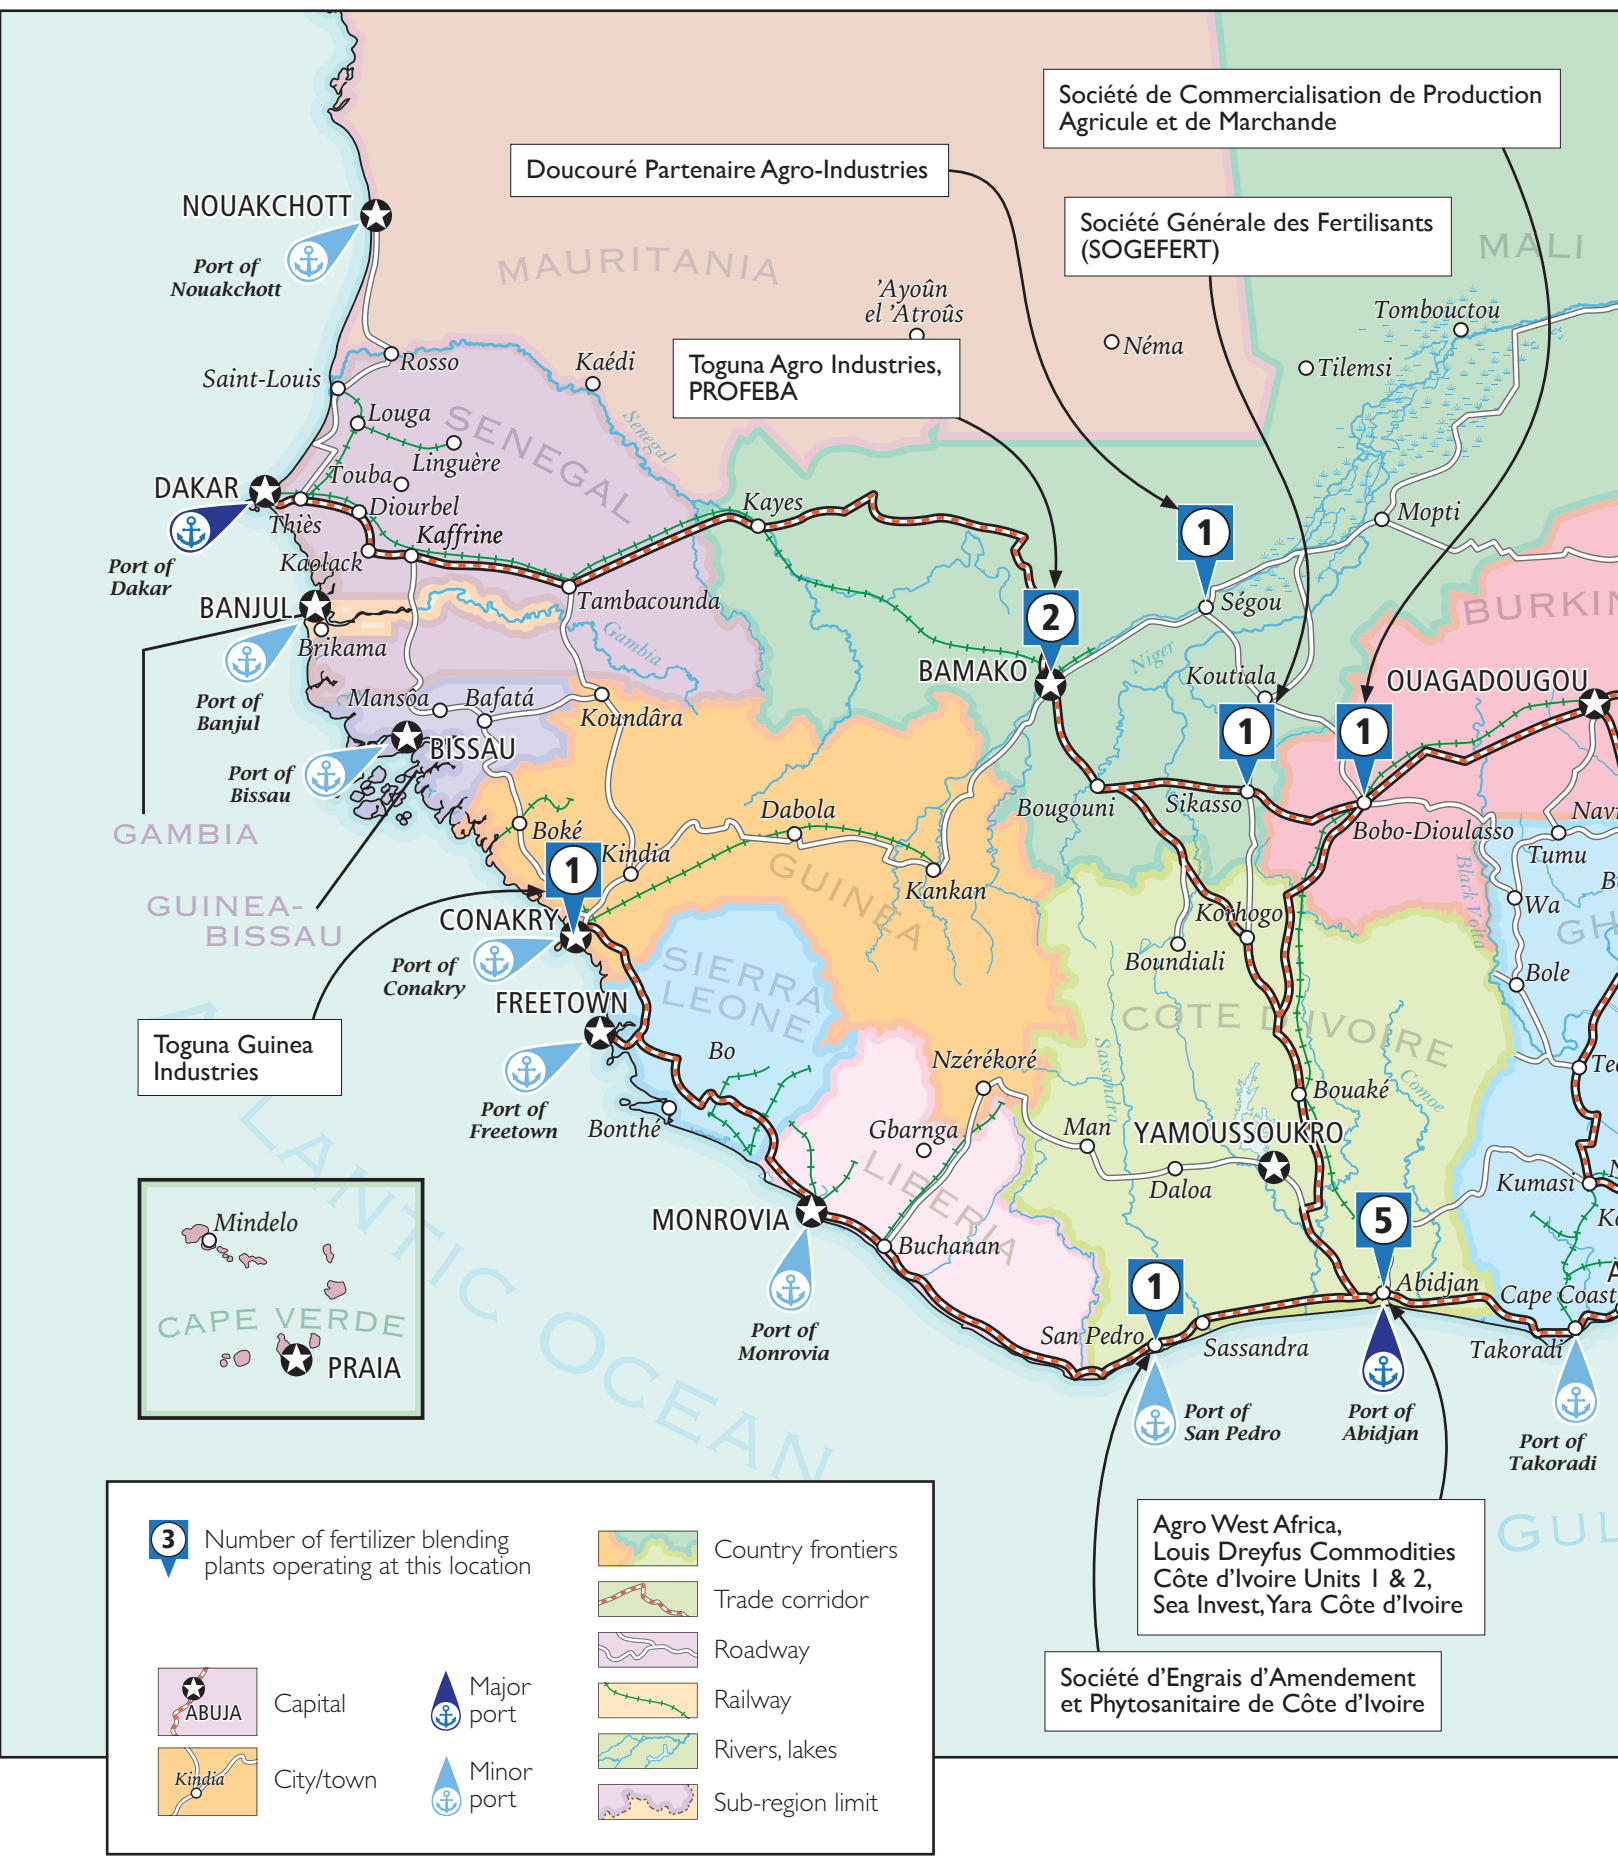 Société de Commercialisation de Production
Agricule et de Marchande
Doucouré Partenaire Agro-Industries
Société Générale des Fertilisants
(SOGEFERT)
Toguna Agro Industries,
PROFEBA
NOUAKCHOTT
Port of
Nouakchott
MAURITANIA
MALI
'Ayoûn
el 'Atroûs
Néma
Tombouctou
Tilemsi
Rosso
Kaédi
Saint-Louis
Louga
SENEGAL
Senegal
Linguère
Touba
DAKAR
Diourbel
Thiès
Kaffrine
Kaolack
Port of
Dakar
Kayes
Mopti
1
BANJUL
Brikama
Tambacounda
Gambia
2
Ségou
BURKIN
Niger
BAMAKO
Koutiala
OUAGADOUGOU
Port of
Banjul
Mansôa
Bafatá
Koundâra
BISSAU
1
1
Port of
Bissau
Bougouni
Sikasso
Bobo-Dioulasso
Navr
Tumu
GAMBIA
Boké
Dabola
Kindia
1
GUINEA
Kankan
Black Volta
Wa
GUINEA-
BISSAU
CONAKRY
Korhogo
GH
Port of
Conakry
SIERRA
LEONE
Boundiali
Bole
FREETOWN
COTE D'IVOIRE
Toguna Guinea
Industries
Bo
Nzérékoré
Sassandra
Comoe
Port of
Freetown
Bonthé
Gbarnga
Man
Bouaké
YAMOUSSOUKRO
LIBERIA
Daloa
Kumasi
MONROVIA
Buchanan
5
Mindelo
CAPE VERDE
PRAIA
1
Abidjan
Cape Coast
San Pedro
Sassandra
Takoradi
Port of
Monrovia
Port of
San Pedro
Port of
Abidjan
Port of
Takoradi
ATLANTIC OCEAN
GUL
Agro West Africa,
Louis Dreyfus Commodities
Côte d'Ivoire Units 1 & 2,
Sea Invest, Yara Côte d'Ivoire
Société d'Engrais d'Amendement
et Phytosanitaire de Côte d'Ivoire
3
Number of fertilizer blending
plants operating at this location
ABUJA
Capital
Kindia
City/town
Major
port
Minor
port
Country frontiers
Trade corridor
Roadway
Railway
Rivers, lakes
Sub-region limit